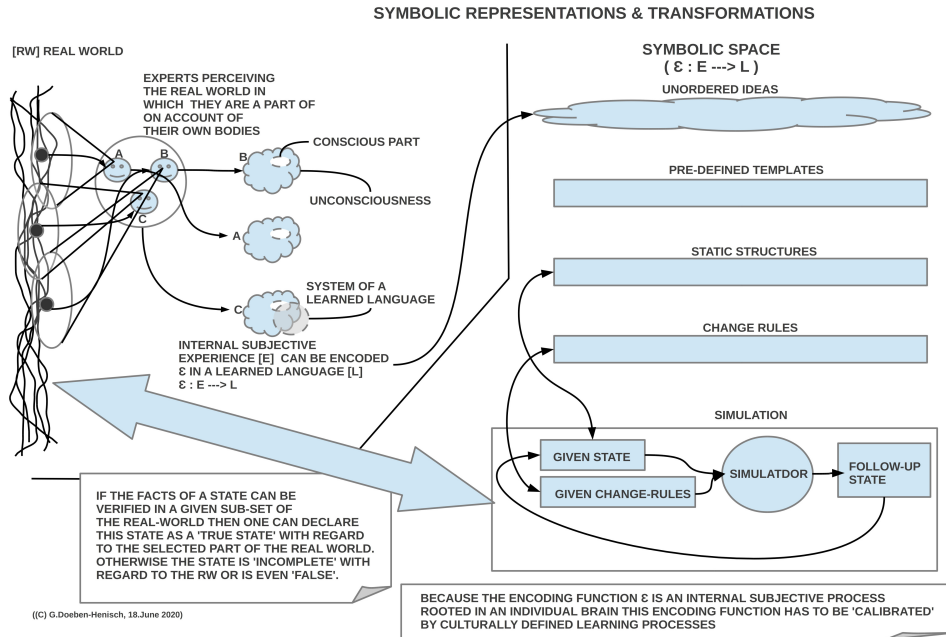 SYMBOLIC REPRESENTATIONS & TRANSFORMATIONS
[RW] REAL WORLD
EXPERTS PERCEIVING
THE REAL WORLD IN
WHICH THEY ARE A PART OF
ON ACCOUNT OF
THEIR OWN BODIES
A
B
C
B
CONSCIOUS PART
UNCONSCIOUSNESS
A
C
SYSTEM OF A
LEARNED LANGUAGE
INTERNAL SUBJECTIVE
EXPERIENCE [E] CAN BE ENCODED
Ɛ IN A LEARNED LANGUAGE [L]
Ɛ : E ---> L
SYMBOLIC SPACE
( Ɛ : E ---> L )
UNORDERED IDEAS
PRE-DEFINED TEMPLATES
STATIC STRUCTURES
CHANGE RULES
SIMULATION
GIVEN STATE
GIVEN CHANGE-RULES
SIMULATDOR
FOLLOW-UP
STATE
IF THE FACTS OF A STATE CAN BE
VERIFIED IN A GIVEN SUB-SET OF
THE REAL-WORLD THEN ONE CAN DECLARE
THIS STATE AS A 'TRUE STATE' WITH REGARD
TO THE SELECTED PART OF THE REAL WORLD.
OTHERWISE THE STATE IS 'INCOMPLETE' WITH
REGARD TO THE RW OR IS EVEN 'FALSE'.
((C) G.Doeben-Henisch, 18.June 2020)
BECAUSE THE ENCODING FUNCTION Ɛ IS AN INTERNAL SUBJECTIVE PROCESS
ROOTED IN AN INDIVIDUAL BRAIN THIS ENCODING FUNCTION HAS TO BE 'CALIBRATED'
BY CULTURALLY DEFINED LEARNING PROCESSES